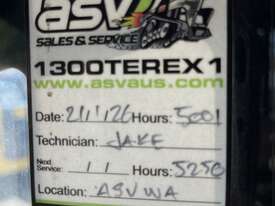 asv
SALES & SERVICE
1300TEREX1
www.asvaus.com
Date: 21/1/26 Hours: 5001
Technician: JAKE
Next Service: / / Hours: 5250
Location: ASV WA